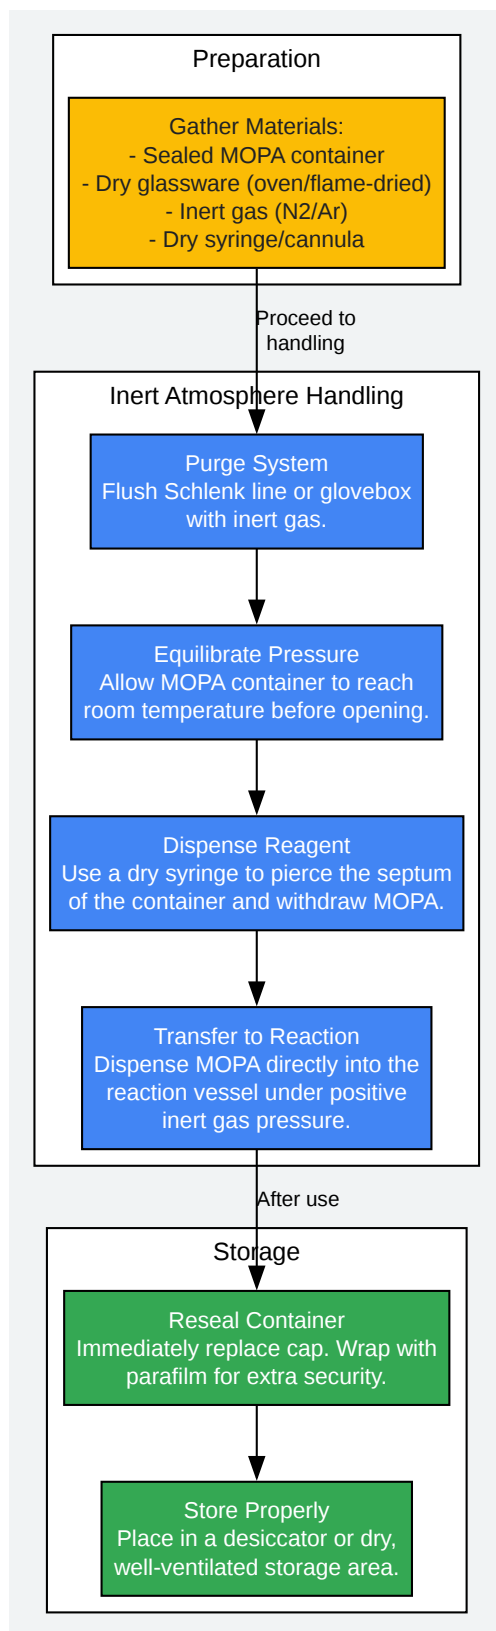 Preparation
Gather Materials:
- Sealed MOPA container
- Dry glassware (oven/flame-dried)
- Inert gas (N2/Ar)
- Dry syringe/cannula
Proceed to
handling
Inert Atmosphere Handling
Purge System
Flush Schlenk line or glovebox
with inert gas.
Equilibrate Pressure
Allow MOPA container to reach
room temperature before opening.
Dispense Reagent
Use a dry syringe to pierce the septum
of the container and withdraw MOPA.
Transfer to Reaction
Dispense MOPA directly into the
reaction vessel under positive
inert gas pressure.
After use
Storage
Reseal Container
Immediately replace cap. Wrap with
parafilm for extra security.
Store Properly
Place in a desiccator or dry,
well-ventilated storage area.